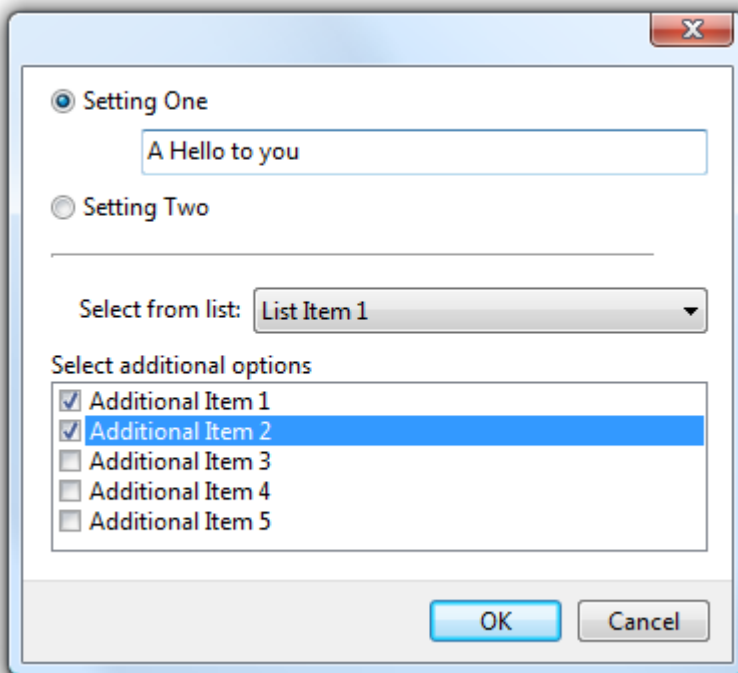 Setting One
A Hello to you
Setting Two
Select from list: List Item 1
Select additional options
Additional Item 1
Additional Item 2
Additional Item 3
Additional Item 4
Additional Item 5
OK Cancel